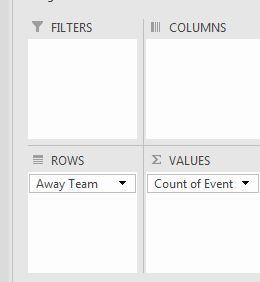 FILTERS
COLUMNS
ROWS
VALUES
Away Team
Count of Event